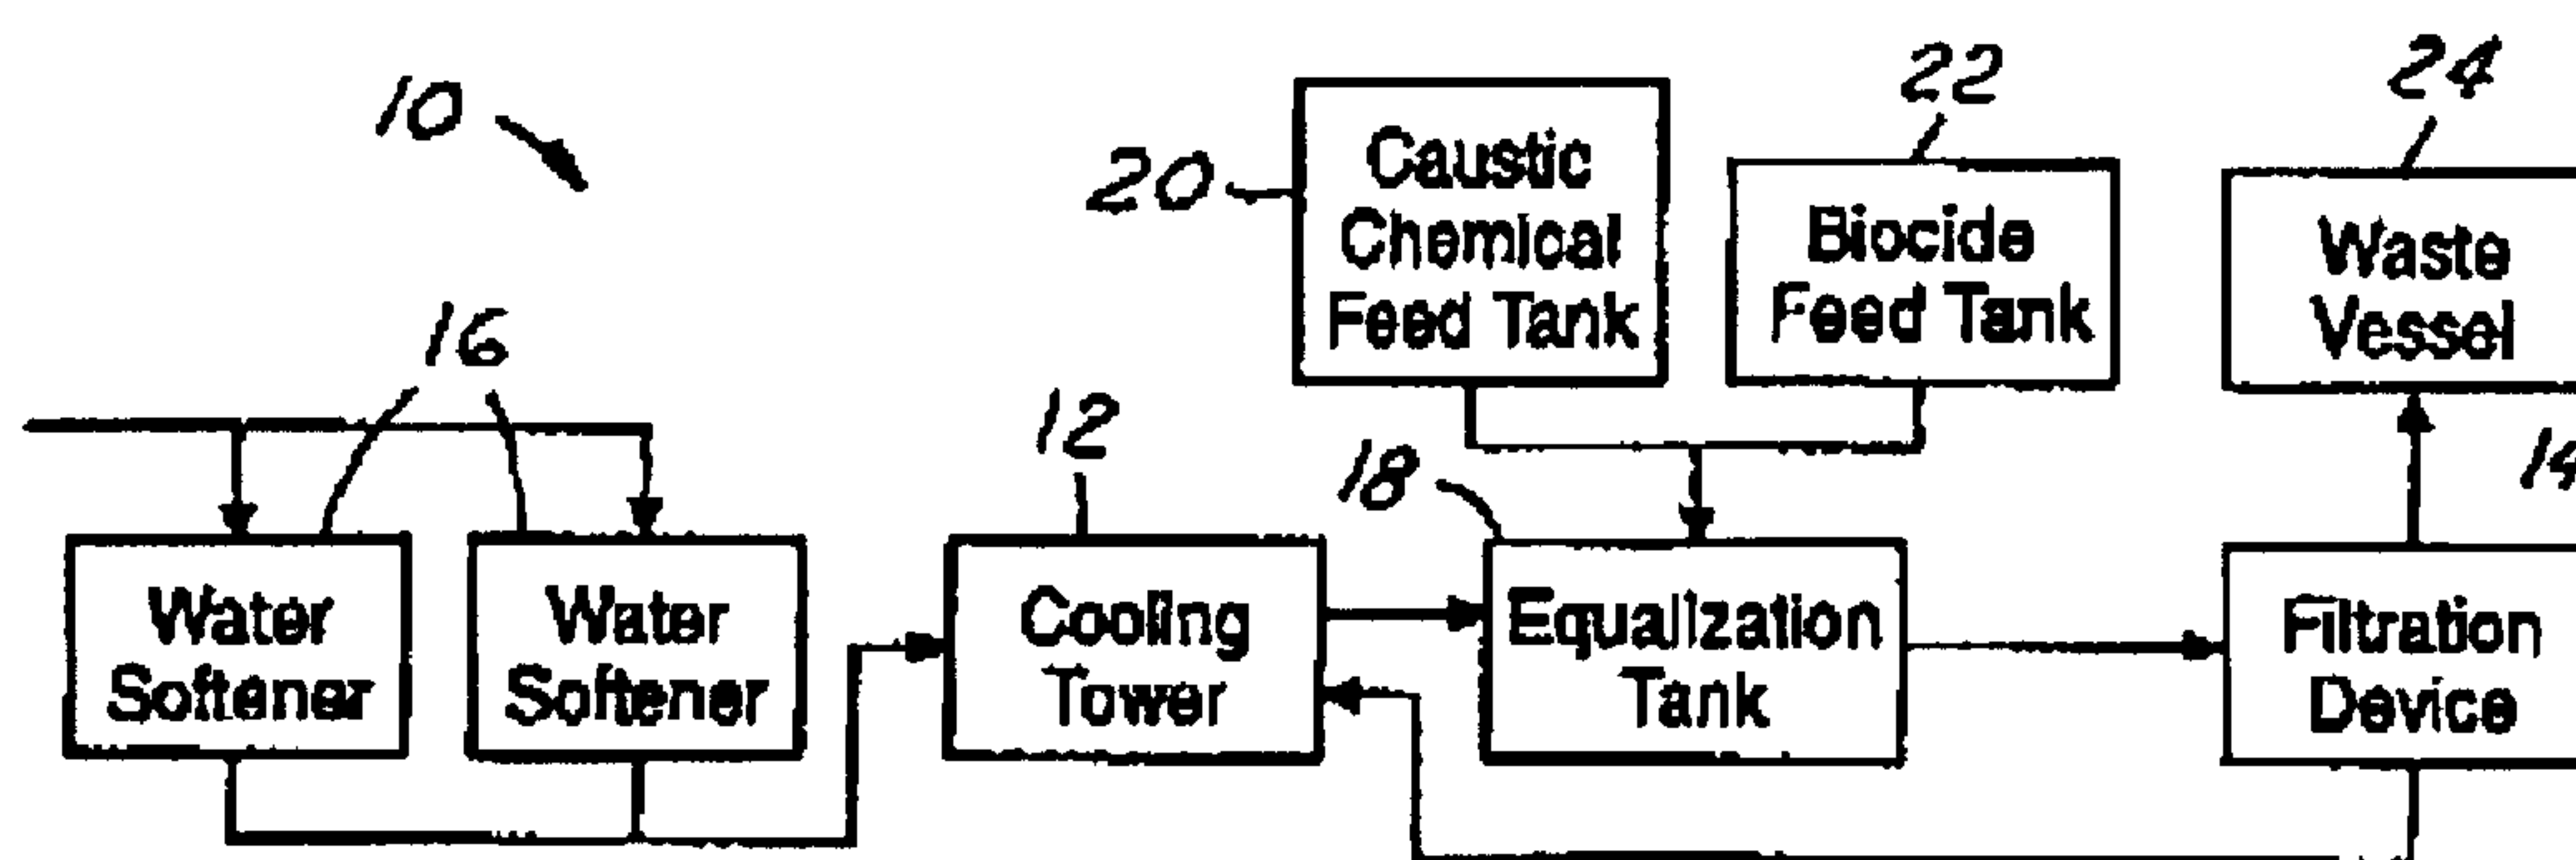 10
20
Caustic
Chemical
Feed Tank
22
Biocide
Feed Tank
24
Waste
Vessel
16
12
18
14
Water
Softener
Water
Softener
Cooling
Tower
Equalization
Tank
Filtration
Device